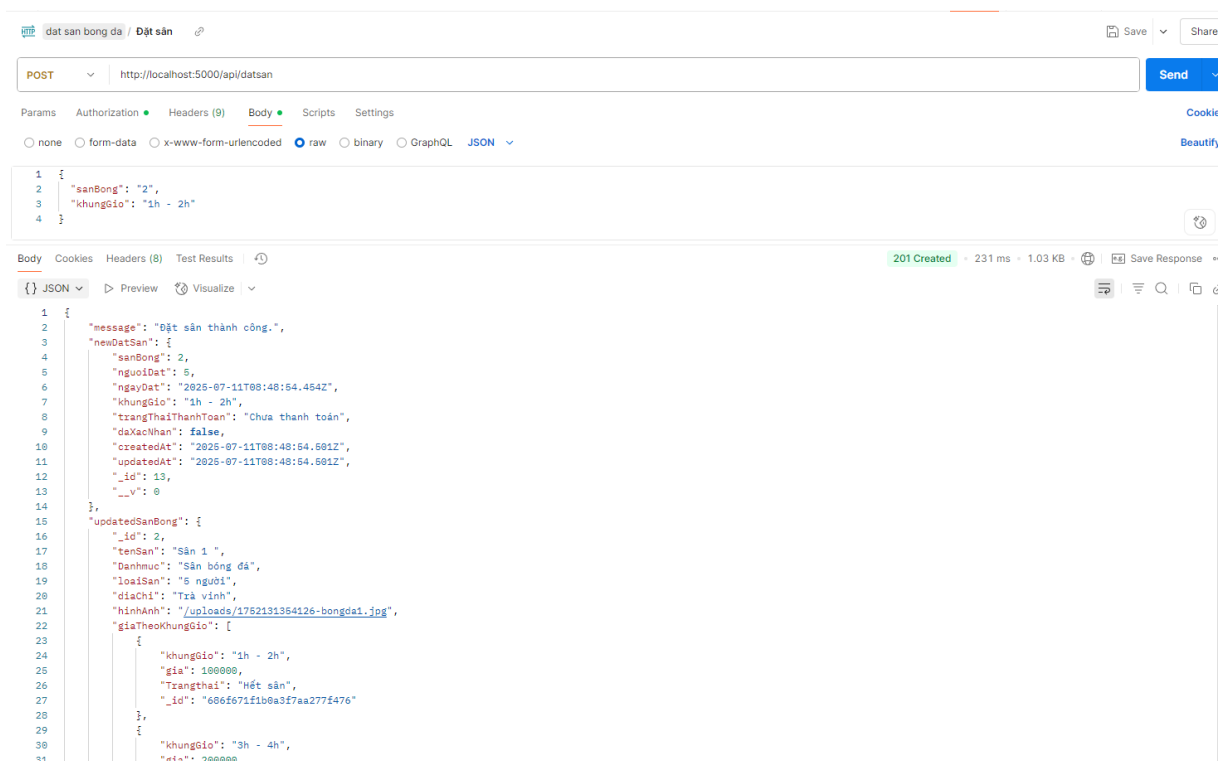 HTTP dat san bong da / Đặt sân Save Share
POST http://localhost:5000/api/datsan Send
Params Authorization Headers (9) Body Scripts Settings Cookie
none form-data x-www-form-urlencoded raw binary GraphQL JSON Beautify
1 {
2 "sanBong": "2",
3 "khungGio": "1h - 2h"
4 }
Body Cookies Headers (8) Test Results 201 Created 231 ms 1.03 KB Save Response
{} JSON Preview Visualize
1 {
2 "message": "Đặt sân thành công.",
3 "newDatSan": {
4 "sanBong": 2,
5 "nguoiDat": 5,
6 "ngayDat": "2025-07-11T08:48:54.454Z",
7 "khungGio": "1h - 2h",
8 "trangThaiThanhToan": "Chưa thanh toán",
9 "daXacNhan": false,
10 "createdAt": "2025-07-11T08:48:54.501Z",
11 "updatedAt": "2025-07-11T08:48:54.501Z",
12 "_id": 13,
13 "__v": 0
14 },
15 "updatedSanBong": {
16 "_id": 2,
17 "tenSan": "Sân 1 ",
18 "Danhmuc": "Sân bóng đá",
19 "loaiSan": "5 người",
20 "diaChi": "Trà vinh",
21 "hinhAnh": "/uploads/1752131354126-bongda1.jpg",
22 "giaTheoKhungGio": [
23 {
24 "khungGio": "1h - 2h",
25 "gia": 100000,
26 "Trangthai": "Hết sân",
27 "_id": "686f671f1b0a3f7aa277f476"
28 },
29 {
30 "khungGio": "3h - 4h",
31 "gia": 200000